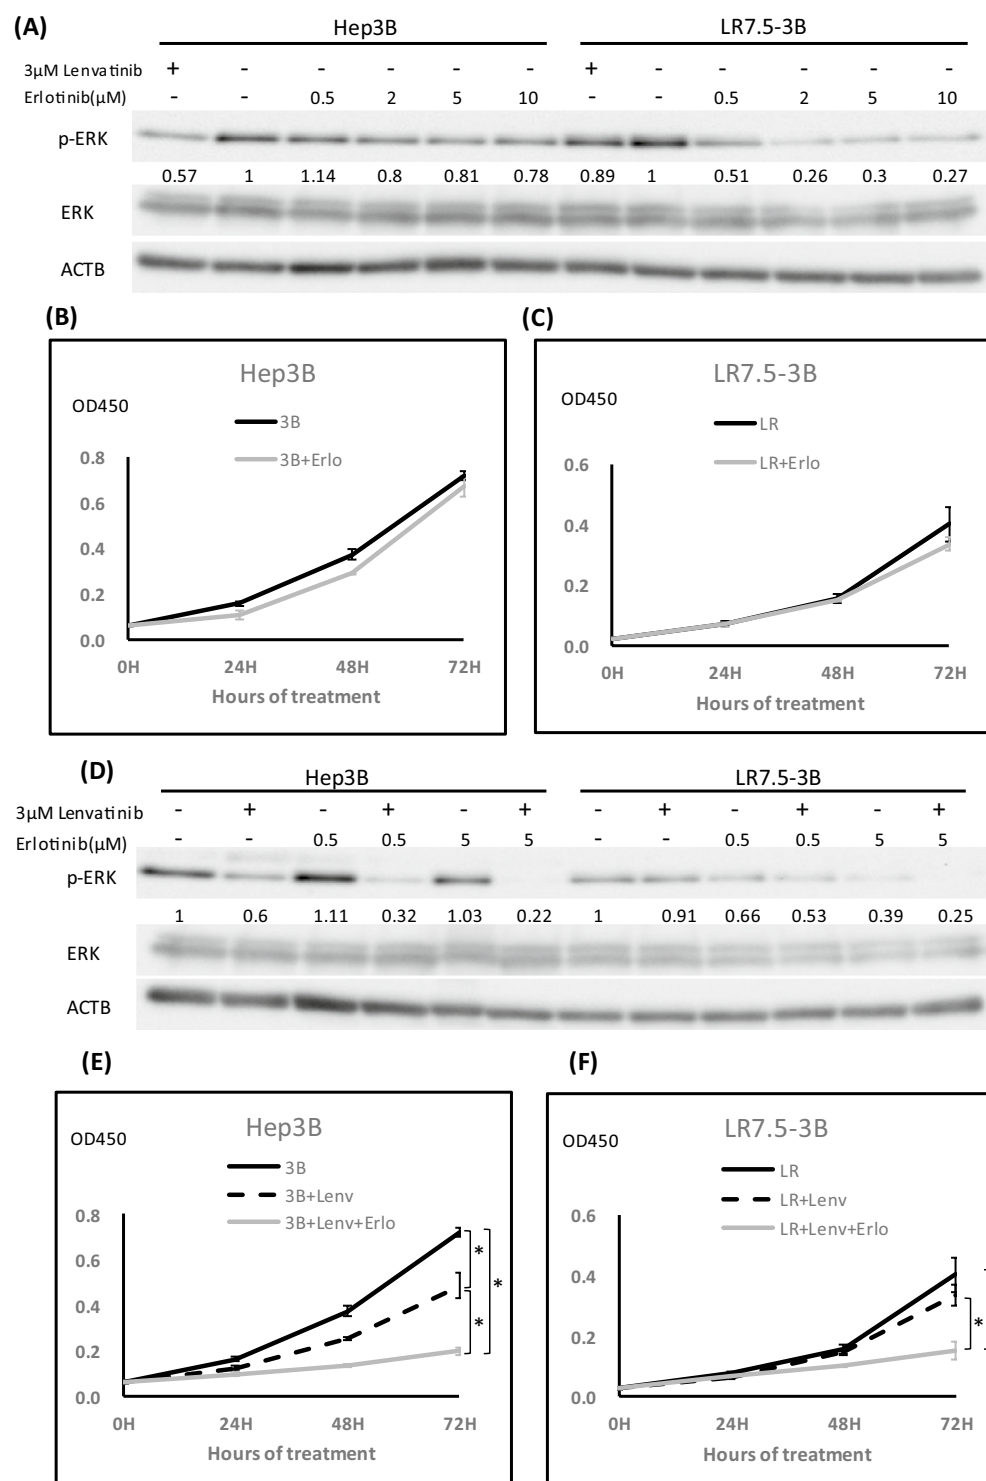 (A)
Hep3B LR7.5-3B
3μM Lenvatinib + - - - - - + - - - - -
Erlotinib(μM) - - 0.5 2 5 10 - - 0.5 2 5 10
p-ERK
0.57 1 1.14 0.8 0.81 0.78 0.89 1 0.51 0.26 0.3 0.27
ERK
ACTB
(B)
Hep3B
OD450
3B
3B+Erlo
0.8
0.6
0.4
0.2
0.0
0H 24H 48H 72H
Hours of treatment
(C)
LR7.5-3B
OD450
LR
LR+Erlo
0.6
0.4
0.2
0.0
0H 24H 48H 72H
Hours of treatment
(D)
Hep3B LR7.5-3B
3μM Lenvatinib - + - + - + - + - + - +
Erlotinib(μM) - - 0.5 0.5 5 5 - - 0.5 0.5 5 5
p-ERK
1 0.6 1.11 0.32 1.03 0.22 1 0.91 0.66 0.53 0.39 0.25
ERK
ACTB
(E)
Hep3B
OD450
3B
3B+Lenv
3B+Lenv+Erlo
0.8
0.6
0.4
0.2
0.0
*
*
*
0H 24H 48H 72H
Hours of treatment
(F)
LR7.5-3B
OD450
LR
LR+Lenv
LR+Lenv+Erlo
0.6
0.4
0.2
0.0
*
0H 24H 48H 72H
Hours of treatment